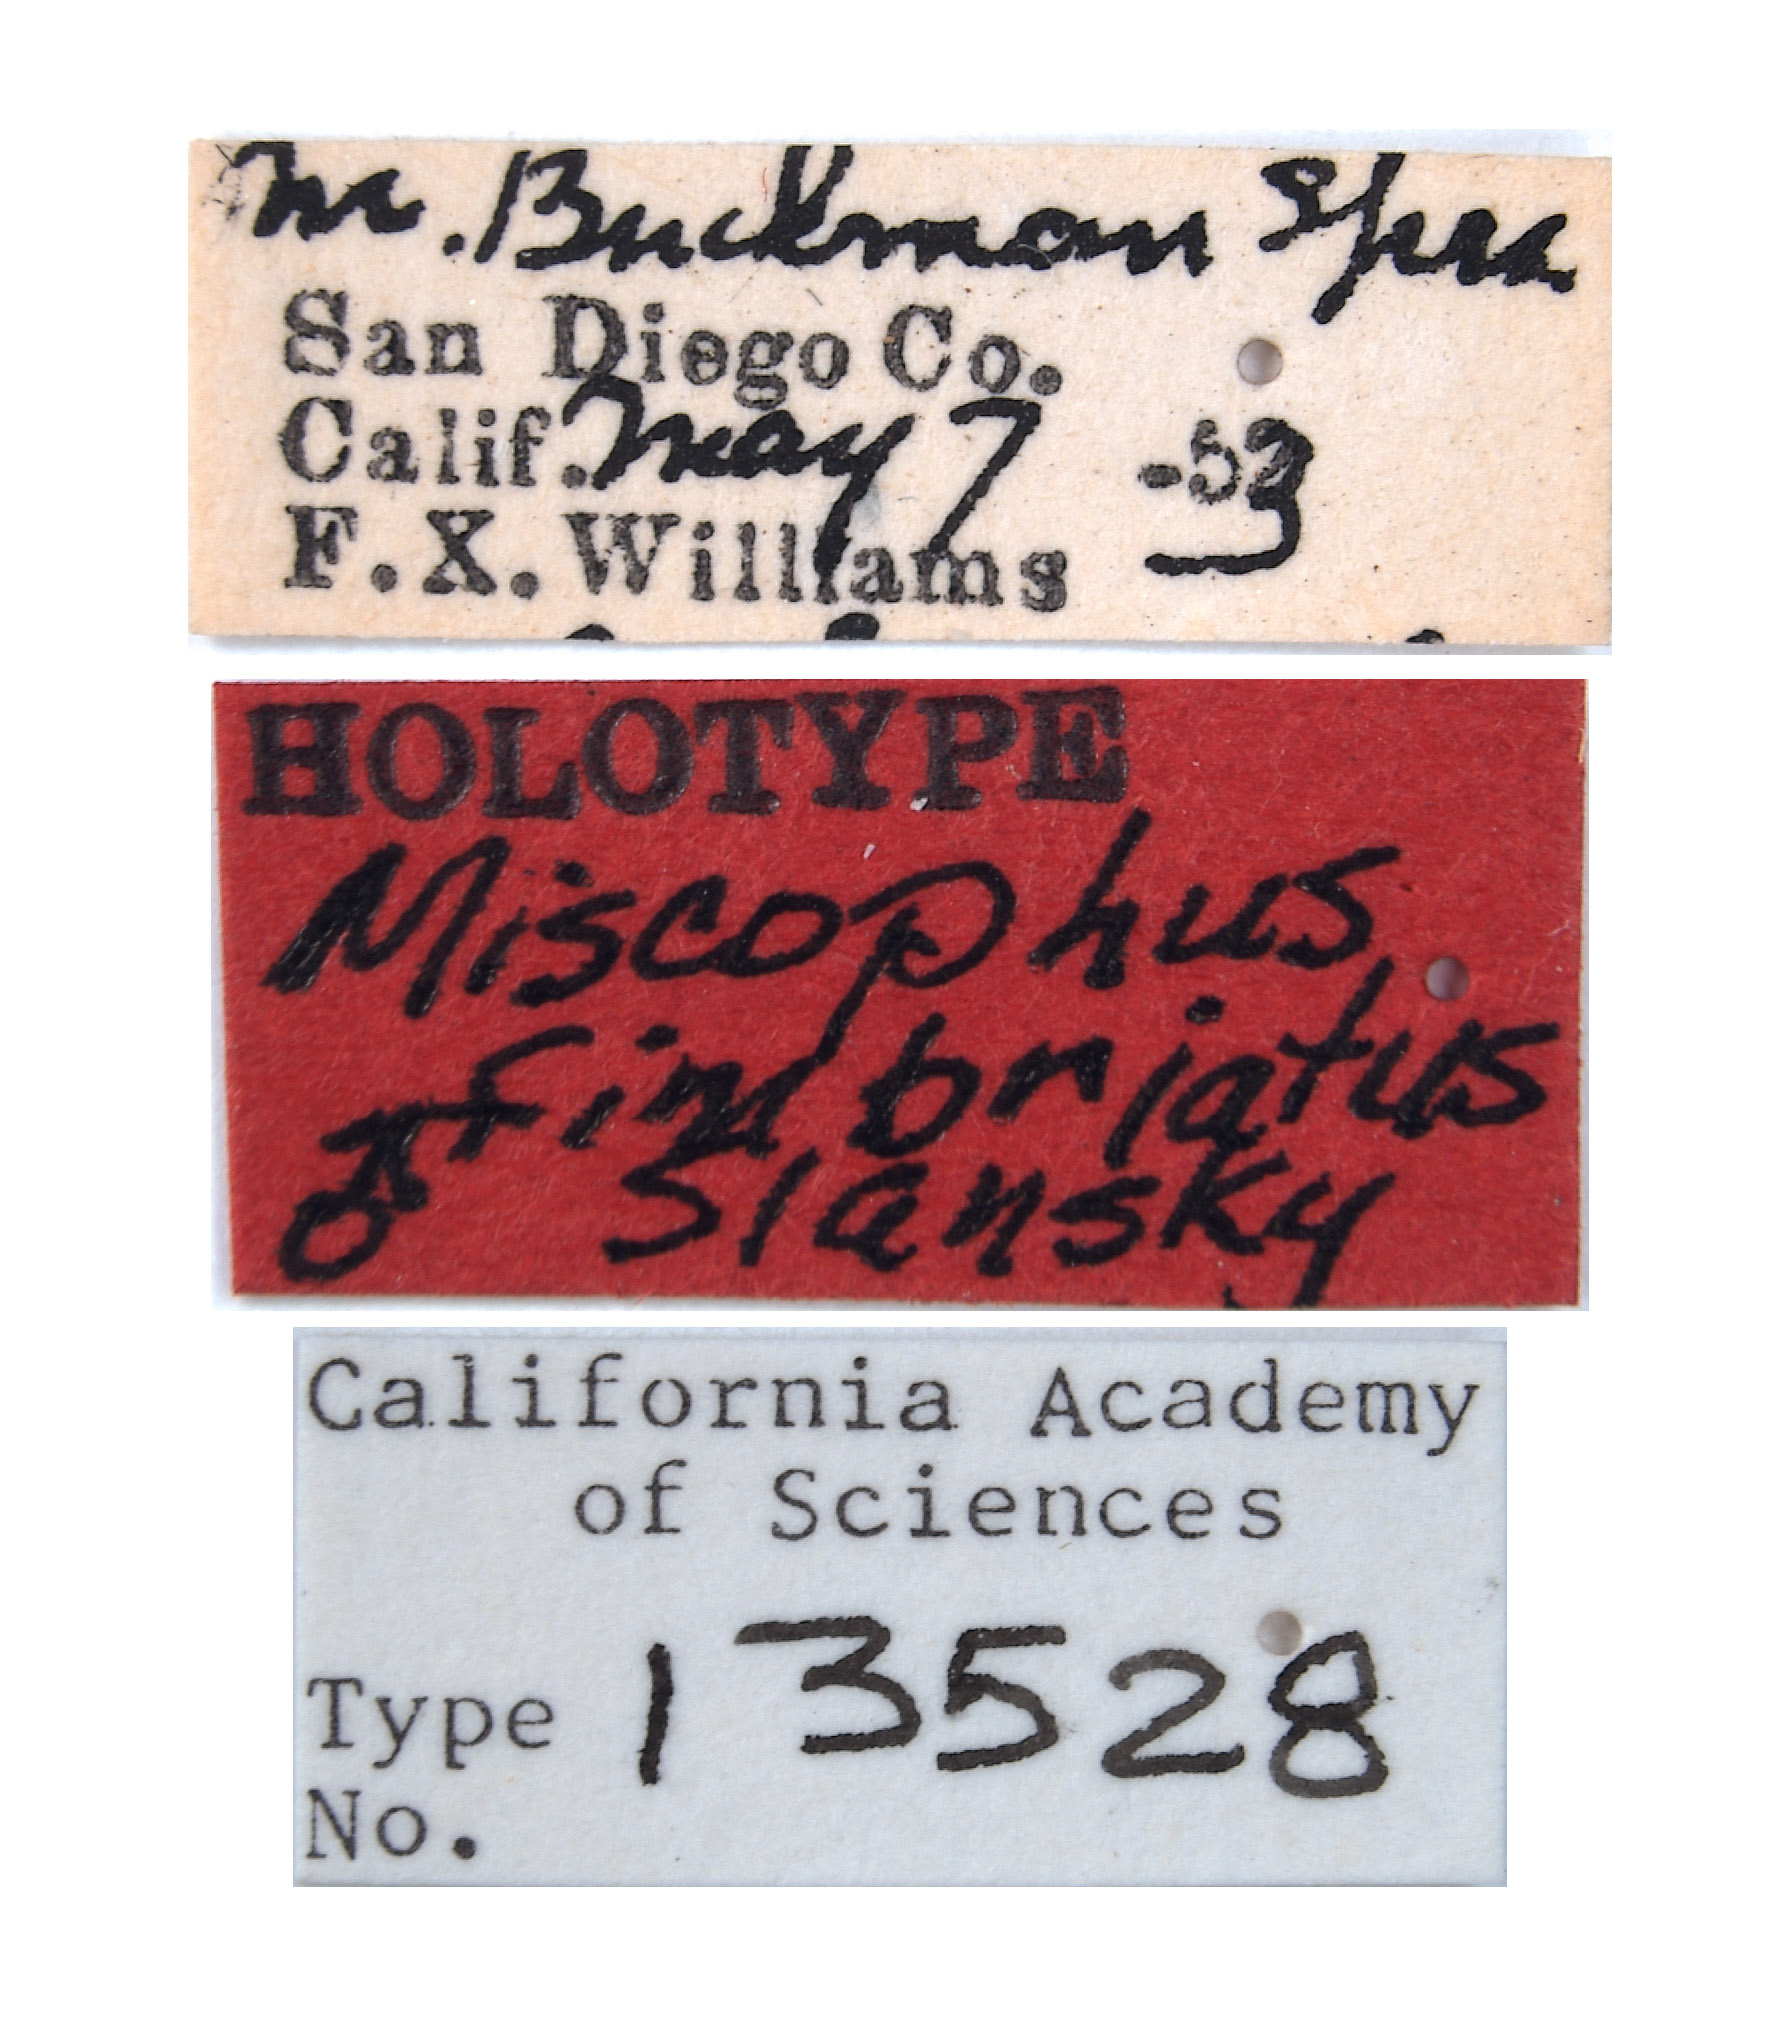 nr. Buckman Sprs
San Diego Co.
Calif. May 7 -53
F. X. Williams
HOLOTYPE
Miscophus
fimbriatus
♂ Slansky
California Academy
of Sciences
Type 13528
No.